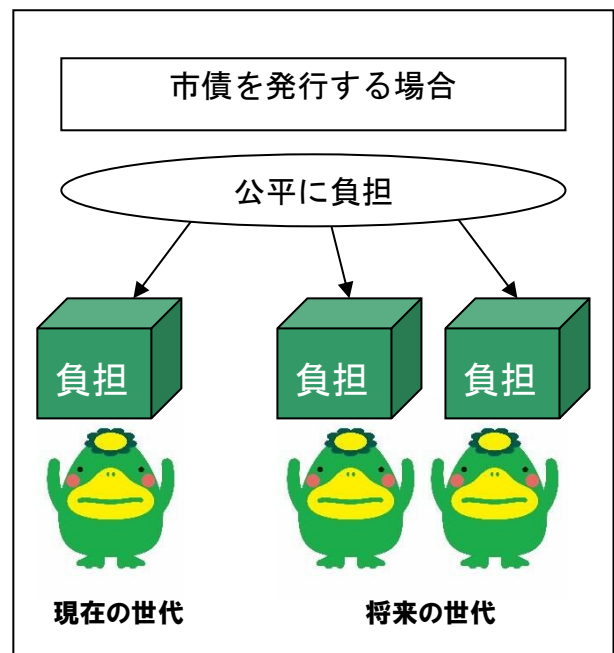 市債を発行する場合
公平に負担
負担
負担
負担
現在の世代
将来の世代